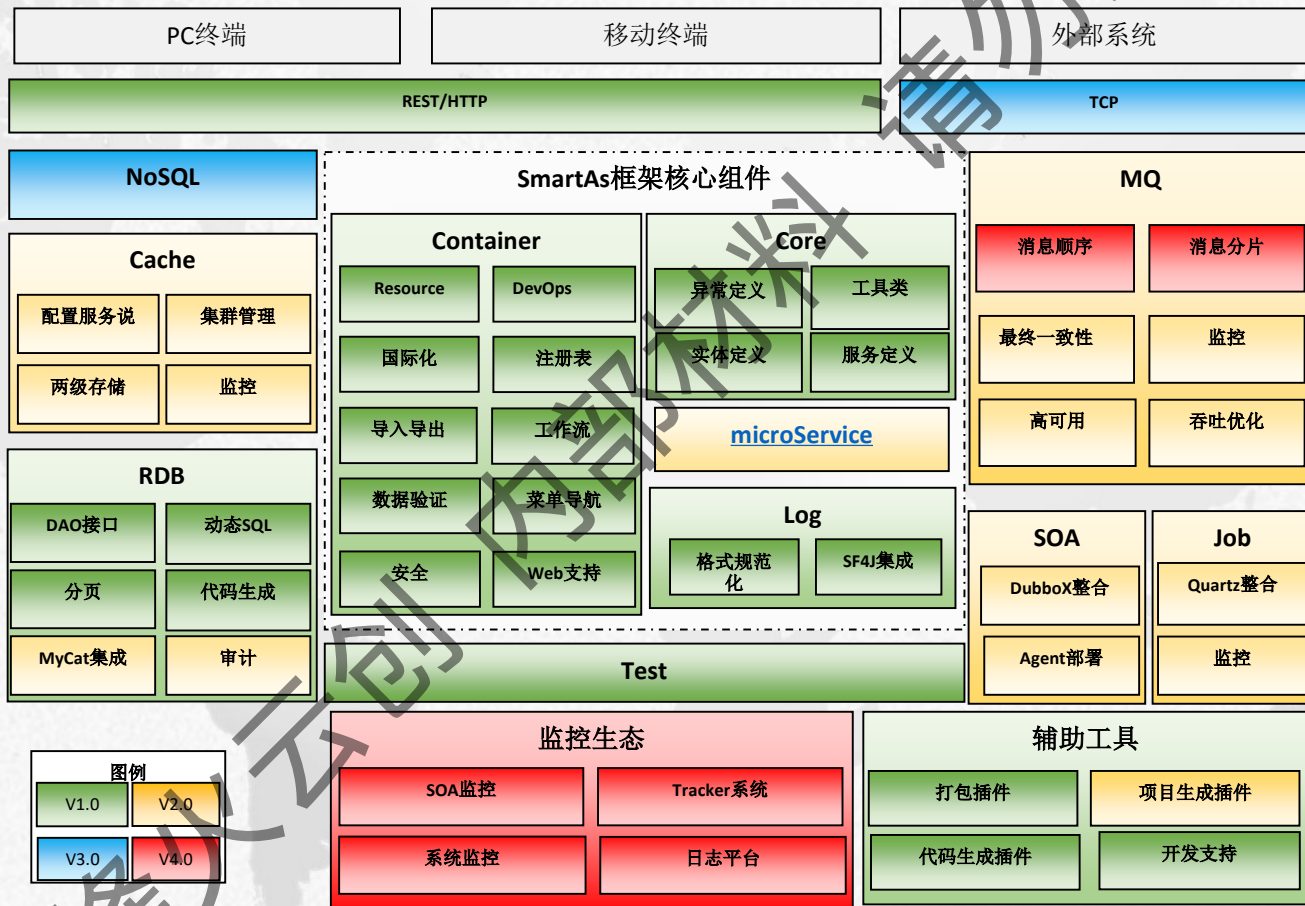 PC终端
移动终端
外部系统
REST/HTTP
TCP
NoSQL
Cache
配置服务说
集群管理
两级存储
监控
RDB
DAO接口
动态SQL
分页
代码生成
MyCat集成
审计
SmartAs框架核心组件
Container
Resource
DevOps
国际化
注册表
导入导出
工作流
数据验证
菜单导航
安全
Web支持
Core
异常定义
工具类
实体定义
服务定义
microService
Log
格式规范
化
SF4J集成
Test
MQ
消息顺序
消息分片
最终一致性
监控
高可用
吞吐优化
SOA
DubboX整合
Agent部署
Job
Quartz整合
监控
图例
V1.0
V2.0
V3.0
V4.0
监控生态
SOA监控
Tracker系统
系统监控
日志平台
辅助工具
打包插件
项目生成插件
代码生成插件
开发支持
烽火云创 内部材料 请勿